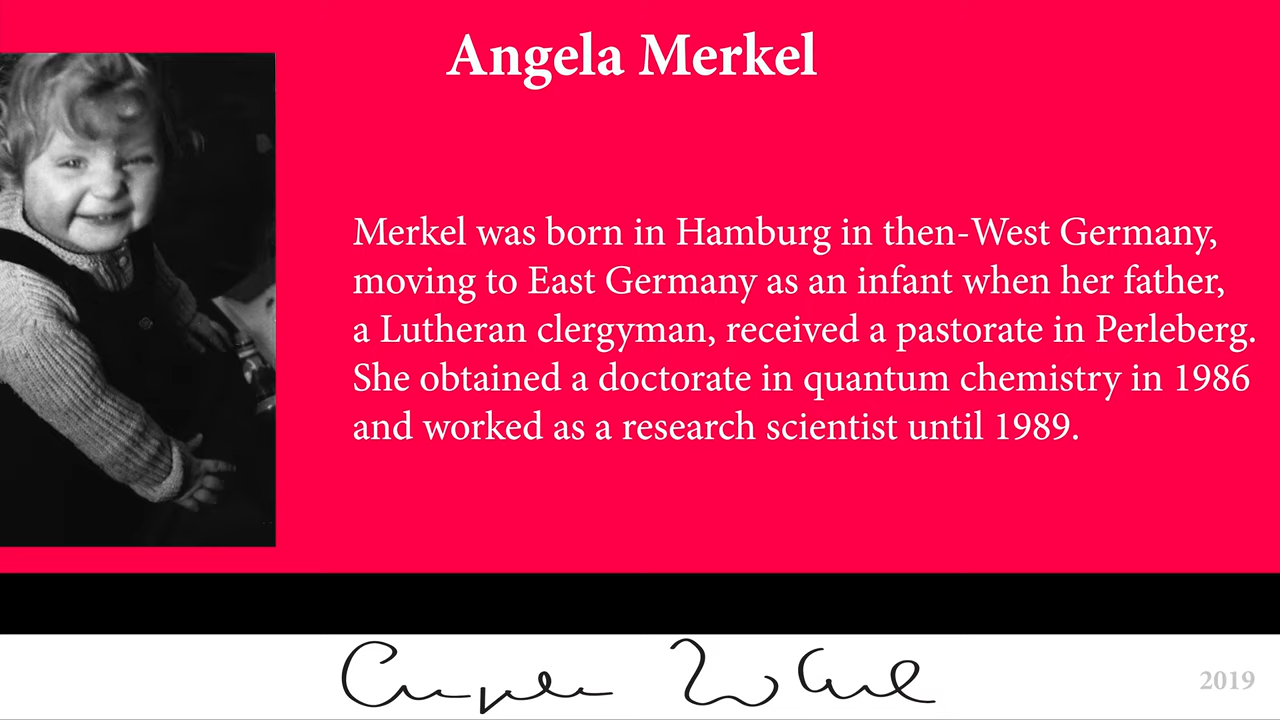 Angela Merkel
Merkel was born in Hamburg in then-West Germany,
moving to East Germany as an infant when her father,
a Lutheran clergyman, received a pastorate in Perleberg.
She obtained a doctorate in quantum chemistry in 1986
and worked as a research scientist until 1989.
Angela Merkel
2019